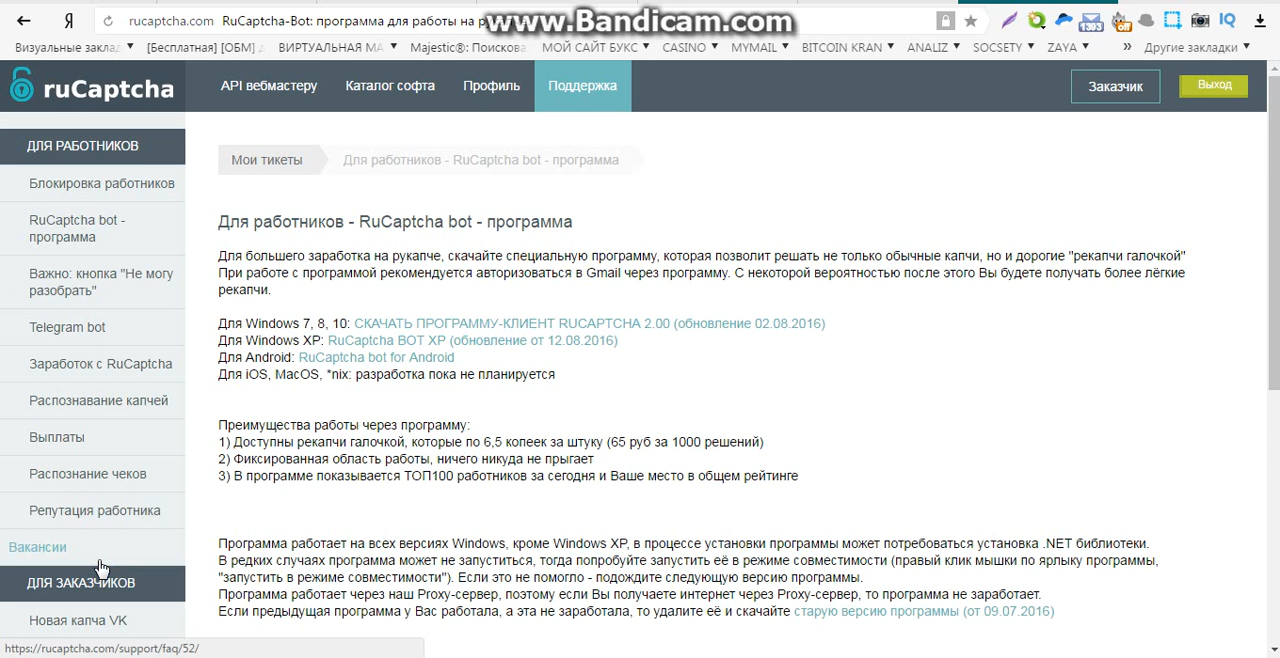 Я
rucaptcha.com RuCaptcha-Bot: программа для работы на
www.Bandicam.com
1393
off
IQ
Визуальные заклад
[Бесплатная] [ОБМ]
ВИРТУАЛЬНАЯ МА
Majestic®: Поискова
МОЙ САЙТ БУКС
CASINO
MYMAIL
BITCOIN KRAN
ANALIZ
SOCSETY
ZAYA
»
Другие закладки
ruCaptcha
API вебмастеру
Каталог софта
Профиль
Поддержка
Заказчик
Выход
ДЛЯ РАБОТНИКОВ
Блокировка работников
RuCaptcha bot -
программа
Важно: кнопка "Не могу
разобрать"
Telegram bot
Заработок с RuCaptcha
Распознавание капчей
Выплаты
Распознание чеков
Репутация работника
Вакансии
ДЛЯ ЗАКАЗЧИКОВ
Новая капча VK
https://rucaptcha.com/support/faq/52/
Мои тикеты
Для работников - RuCaptcha bot - программа
Для работников - RuCaptcha bot - программа
Для большего заработка на рукапче, скачайте специальную программу, которая позволит решать не только обычные капчи, но и дорогие "рекапчи галочкой"
При работе с программой рекомендуется авторизоваться в Gmail через программу. С некоторой вероятностью после этого Вы будете получать более лёгкие
рекапчи.
Для Windows 7, 8, 10: СКАЧАТЬ ПРОГРАММУ-КЛИЕНТ RUCAPTCHA 2.00 (обновление 02.08.2016)
Для Windows XP: RuCaptcha BOT XP (обновление от 12.08.2016)
Для Android: RuCaptcha bot for Android
Для iOS, MacOS, *nix: разработка пока не планируется
Преимущества работы через программу:
1) Доступны рекапчи галочкой, которые по 6,5 копеек за штуку (65 руб за 1000 решений)
2) Фиксированная область работы, ничего никуда не прыгает
3) В программе показывается ТОП100 работников за сегодня и Ваше место в общем рейтинге
Программа работает на всех версиях Windows, кроме Windows XP, в процессе установки программы может потребоваться установка .NET библиотеки.
В редких случаях программа может не запуститься, тогда попробуйте запустить её в режиме совместимости (правый клик мышки по ярлыку программы,
"запустить в режиме совместимости"). Если это не помогло - подождите следующую версию программы.
Программа работает через наш Proxy-сервер, поэтому если Вы получаете интернет через Proxy-сервер, то программа не заработает.
Если предыдущая программа у Вас работала, а эта не заработала, то удалите её и скачайте старую версию программы (от 09.07.2016)